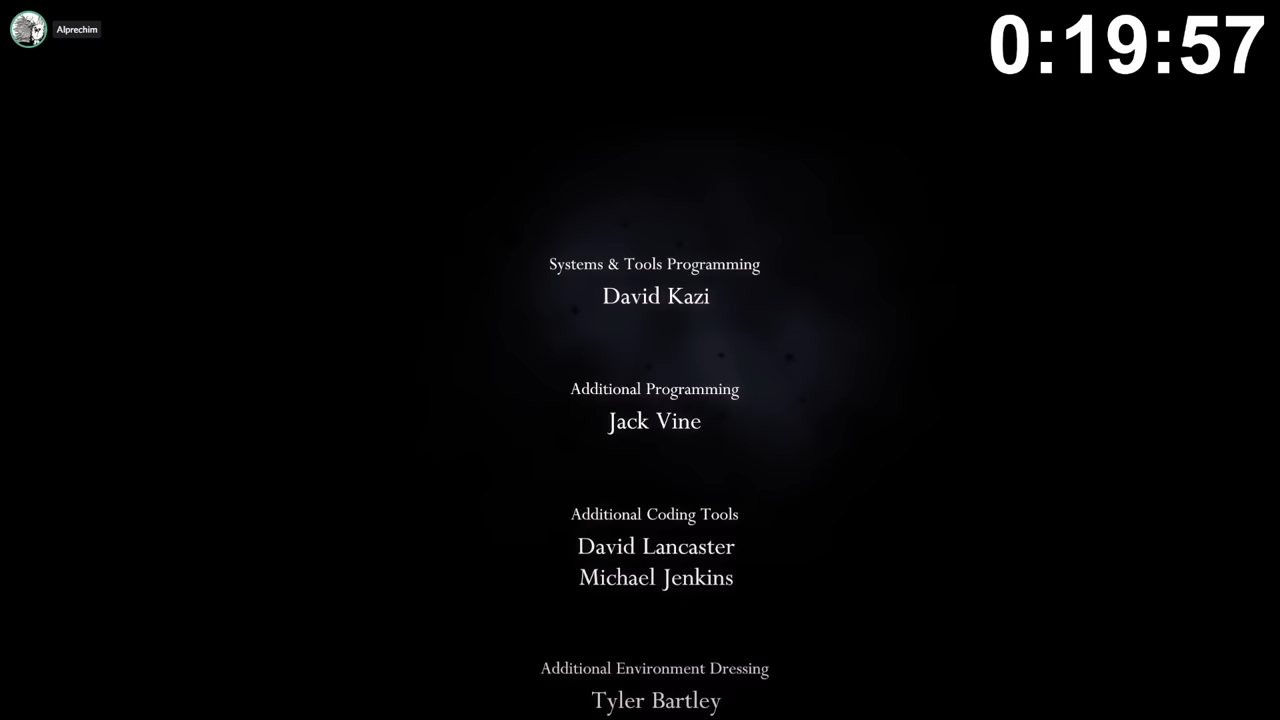 Alprechim
0:19:57
Systems & Tools Programming
David Kazi
Additional Programming
Jack Vine
Additional Coding Tools
David Lancaster
Michael Jenkins
Additional Environment Dressing
Tyler Bartley